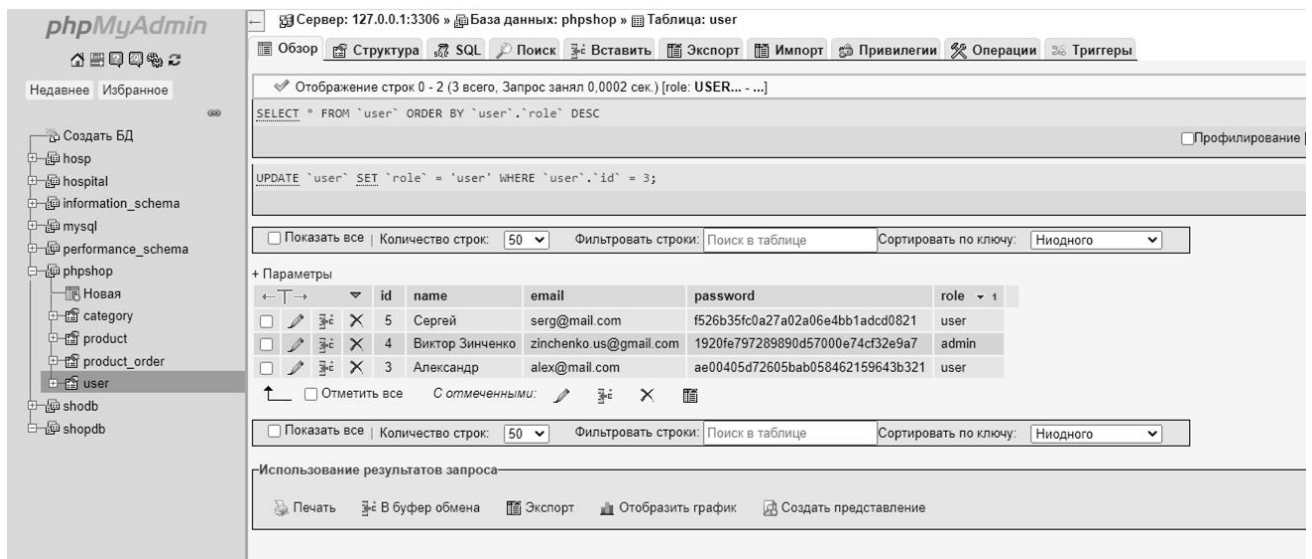 phpMyAdmin
Недавнее Избранное
Создать БД
hosp
hospital
information_schema
mysql
performance_schema
phpshop
Новая
category
product
product_order
user
shodb
shopdb
Сервер: 127.0.0.1:3306 » База данных: phpshop » Таблица: user
Обзор Структура SQL Поиск Вставить Экспорт Импорт Привилегии Операции Триггеры
Отображение строк 0 - 2 (3 всего, Запрос занял 0,0002 сек.) [role: USER... - ...]
SELECT * FROM `user` ORDER BY `user`.`role` DESC
Профилирование [
UPDATE `user` SET `role` = 'user' WHERE `user`.`id` = 3;
Показать все | Количество строк: 50 Фильтровать строки: Поиск в таблице Сортировать по ключу: Ниодного
+ Параметры
←T→ id name email password role 1
5 Сергей serg@mail.com f526b35fc0a27a02a06e4bb1adcd0821 user
4 Виктор Зинченко zinchenko.us@gmail.com 1920fe797289890d57000e74cf32e9a7 admin
3 Александр alex@mail.com ae00405d72605bab058462159643b321 user
Отметить все С отмеченными:
Показать все | Количество строк: 50 Фильтровать строки: Поиск в таблице Сортировать по ключу: Ниодного
Использование результатов запроса
Печать В буфер обмена Экспорт Отобразить график Создать представление